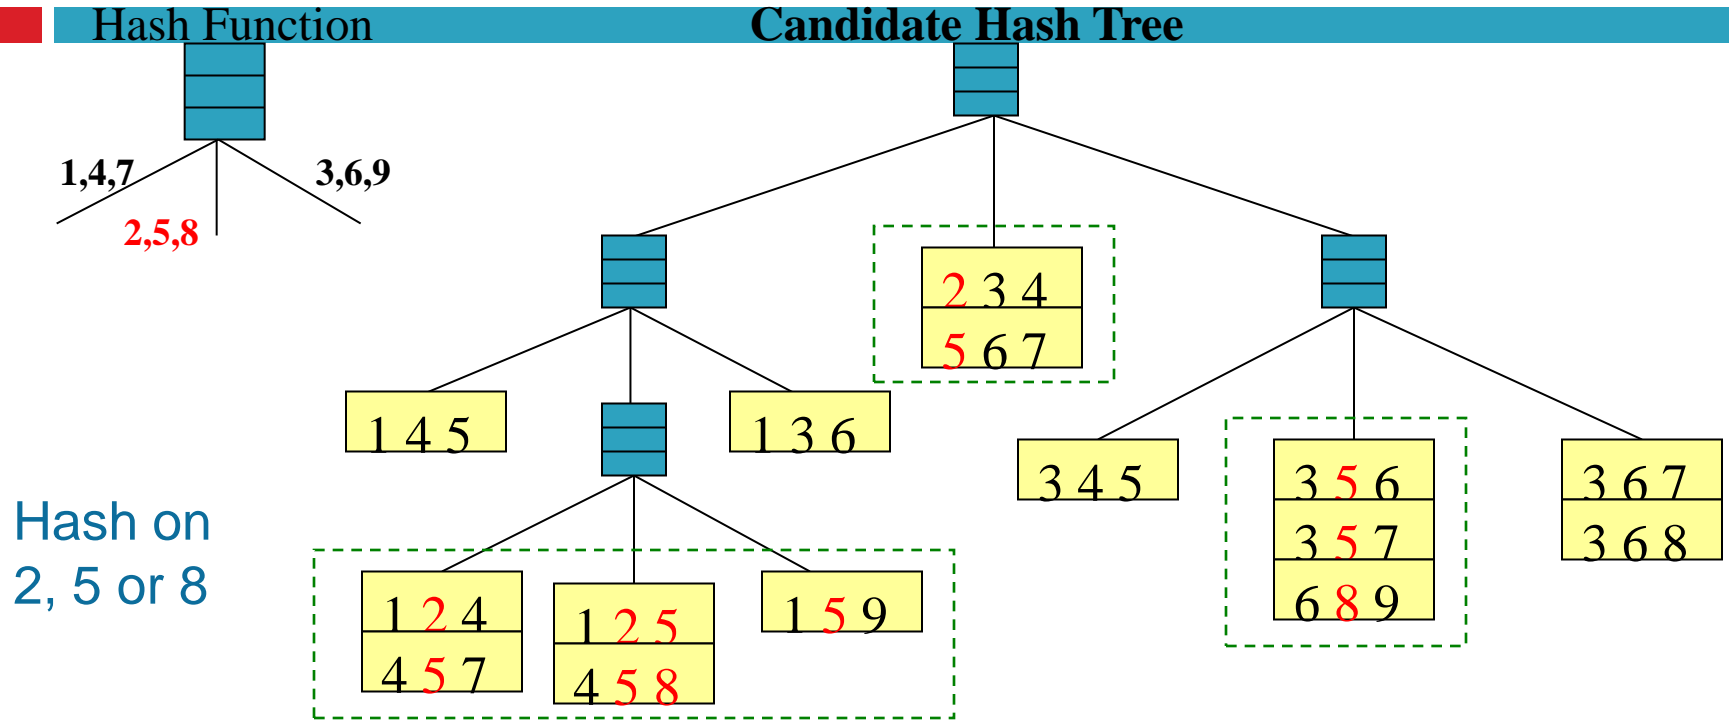 Hash Function
Candidate Hash Tree
1,4,7
3,6,9
2,5,8
2 3 4
5 6 7
1 4 5
1 3 6
3 4 5
3 5 6
3 5 7
6 8 9
3 6 7
3 6 8
Hash on
2, 5 or 8
1 2 4
4 5 7
1 2 5
4 5 8
1 5 9